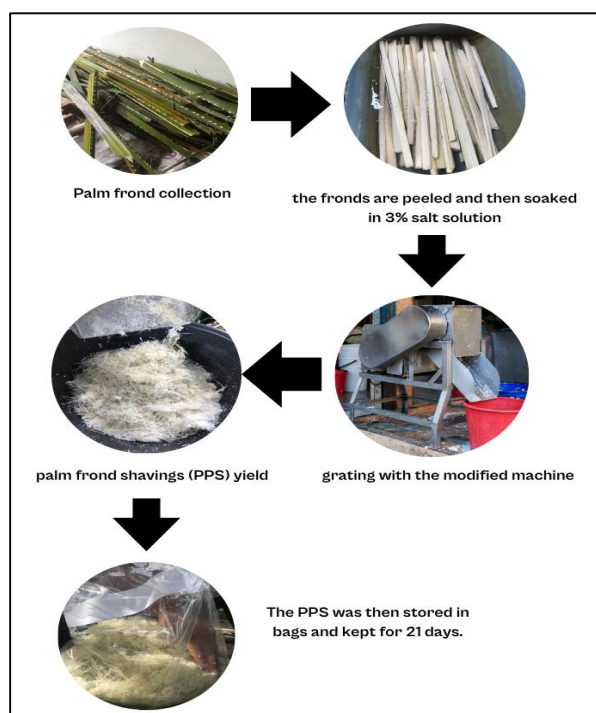 Palm frond collection
the fronds are peeled and then soaked
in 3% salt solution
palm frond shavings (PPS) yield
grating with the modified machine
The PPS was then stored in
bags and kept for 21 days.